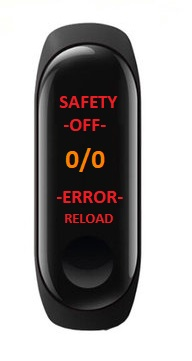 SAFETY
-OFF-
0/0
-ERROR-
RELOAD